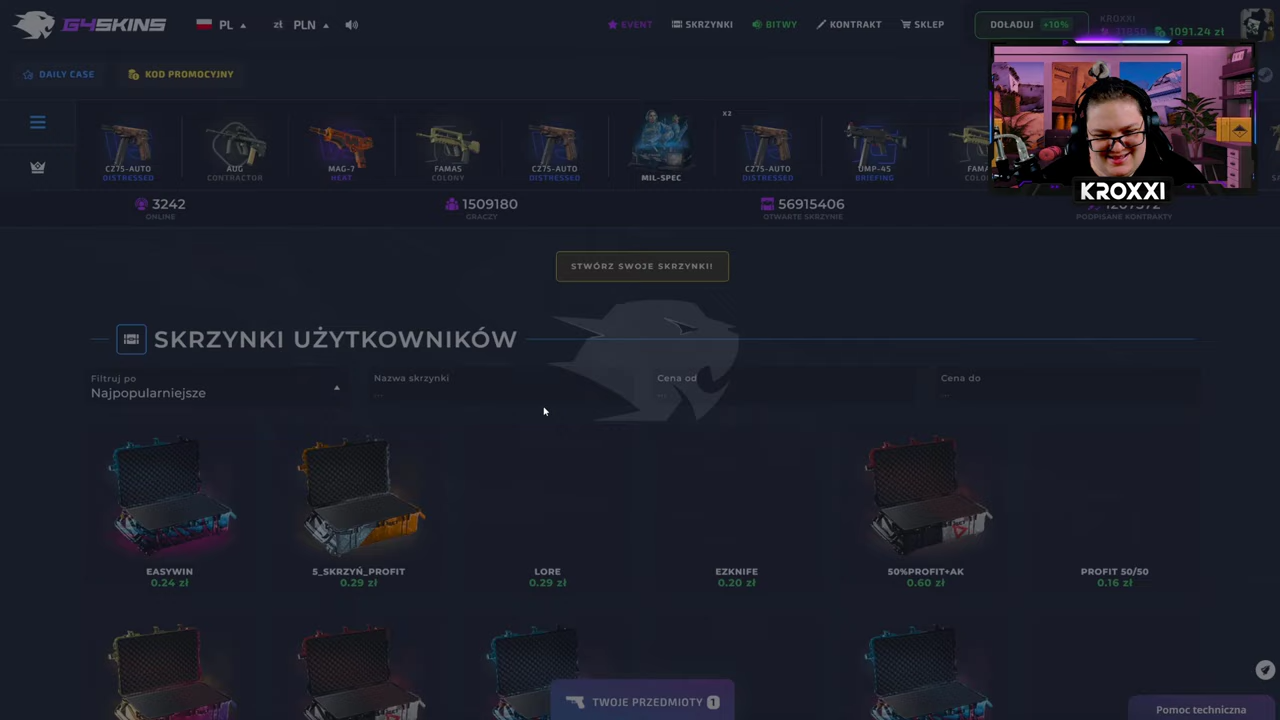 G4SKINS
PL
zł PLN
EVENT
SKRZYNKI
BITWY
KONTRAKT
SKLEP
DOŁADUJ +10%
KROXXI
1091.24 zł
DAILY CASE
KOD PROMOCYJNY
CZ75-AUTO
DISTRESSED
AUG
CONTRACTOR
MAG-7
HEAT
FAMAS
COLONY
CZ75-AUTO
DISTRESSED
MIL-SPEC
X2
CZ75-AUTO
DISTRESSED
UMP-45
BRIEFING
KROXXI
3242
ONLINE
1509180
GRACZY
56915406
OTWARTE SKRZYNIE
PODPISANE KONTRAKTY
STWÓRZ SWOJE SKRZYNKI!
SKRZYNKI UŻYTKOWNIKÓW
Filtruj po
Najpopularniejsze
Nazwa skrzynki
...
Cena od
...
Cena do
...
EASYWIN
0.24 zł
5_SKRZYŃ_PROFIT
0.29 zł
LORE
0.29 zł
EZKNIFE
0.20 zł
50%PROFIT+AK
0.60 zł
PROFIT 50/50
0.16 zł
TWOJE PRZEDMIOTY 1
Pomoc techniczna